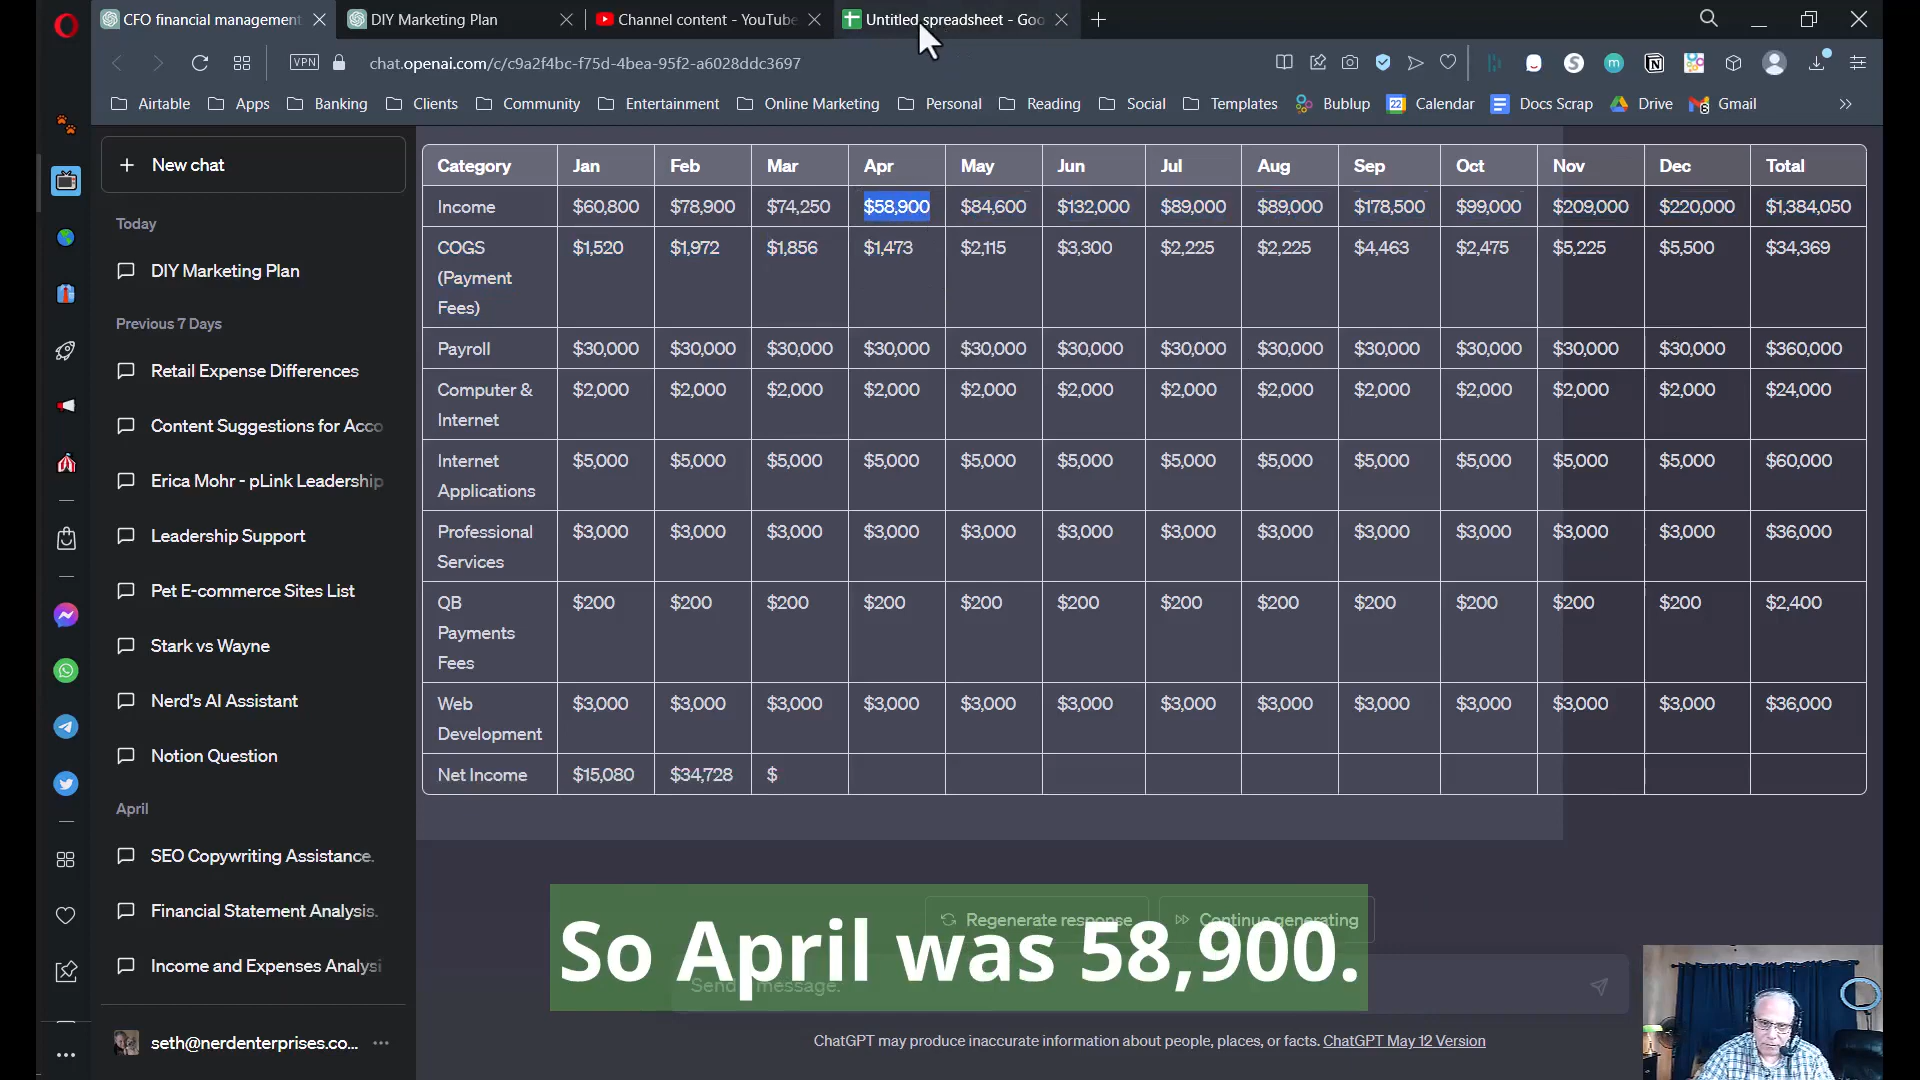 CFO financial management
DIY Marketing Plan
Channel content - YouTube
Untitled spreadsheet - Goo
VPN
chat.openai.com/c/c9a2f4bc-f75d-4bea-95f2-a6028ddc3697
Airtable Apps Banking Clients Community Entertainment Online Marketing Personal Reading Social Templates Bublup Calendar Docs Scrap Drive Gmail
New chat
Today
DIY Marketing Plan
Previous 7 Days
Retail Expense Differences
Content Suggestions for Acco
Erica Mohr - pLink Leadership
Leadership Support
Pet E-commerce Sites List
Stark vs Wayne
Nerd's AI Assistant
Notion Question
April
SEO Copywriting Assistance.
Financial Statement Analysis.
Income and Expenses Analysi
seth@nerdenterprises.co...
Category Jan Feb Mar Apr May Jun Jul Aug Sep Oct Nov Dec Total
Income $60,800 $78,900 $74,250 $58,900 $84,600 $132,000 $89,000 $89,000 $178,500 $99,000 $209,000 $220,000 $1,384,050
COGS $1,520 $1,972 $1,856 $1,473 $2,115 $3,300 $2,225 $2,225 $4,463 $2,475 $5,225 $5,500 $34,369
(Payment
Fees)
Payroll $30,000 $30,000 $30,000 $30,000 $30,000 $30,000 $30,000 $30,000 $30,000 $30,000 $30,000 $30,000 $360,000
Computer & $2,000 $2,000 $2,000 $2,000 $2,000 $2,000 $2,000 $2,000 $2,000 $2,000 $2,000 $2,000 $24,000
Internet
Internet $5,000 $5,000 $5,000 $5,000 $5,000 $5,000 $5,000 $5,000 $5,000 $5,000 $5,000 $5,000 $60,000
Applications
Professional $3,000 $3,000 $3,000 $3,000 $3,000 $3,000 $3,000 $3,000 $3,000 $3,000 $3,000 $3,000 $36,000
Services
QB $200 $200 $200 $200 $200 $200 $200 $200 $200 $200 $200 $200 $2,400
Payments
Fees
Web $3,000 $3,000 $3,000 $3,000 $3,000 $3,000 $3,000 $3,000 $3,000 $3,000 $3,000 $3,000 $36,000
Development
Net Income $15,080 $34,728 $
Regenerate response Continue generating
So April was 58,900.
Send a message.
ChatGPT may produce inaccurate information about people, places, or facts. ChatGPT May 12 Version